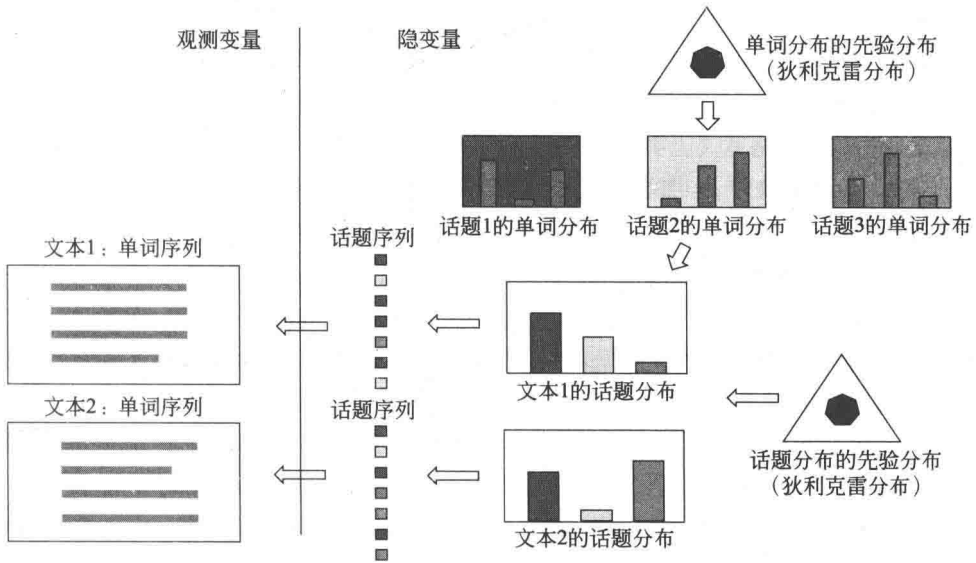 观测变量
隐变量
单词分布的先验分布
（狄利克雷分布）
话题1的单词分布
话题2的单词分布
话题3的单词分布
文本1：单词序列
话题序列
文本1的话题分布
文本2：单词序列
话题序列
话题分布的先验分布
（狄利克雷分布）
文本2的话题分布